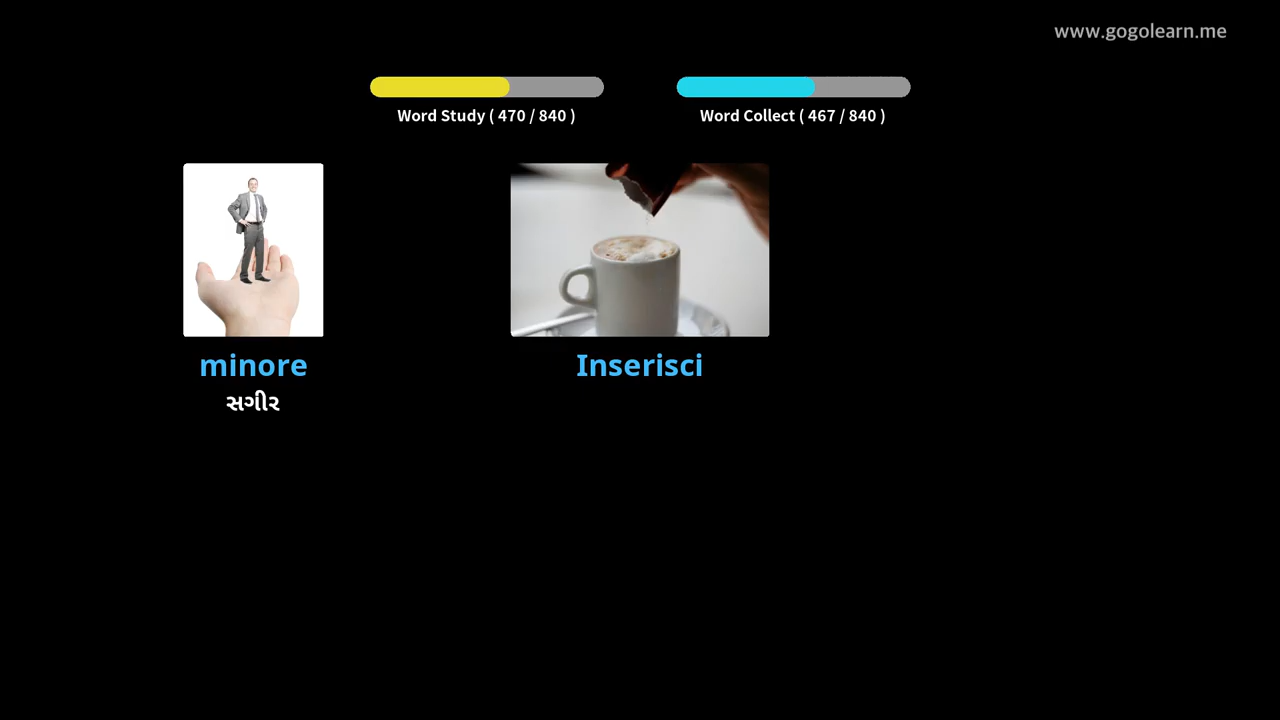 www.gogolearn.me
Word Study ( 470 / 840 )
Word Collect ( 467 / 840 )
minore
સગીર
Inserisci